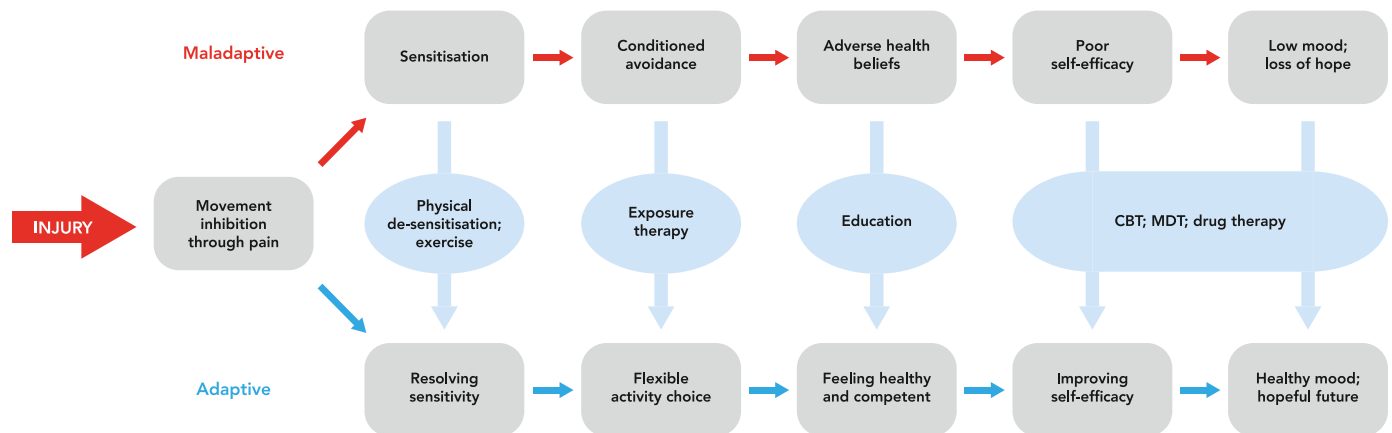 Maladaptive
Sensitisation
Conditioned
avoidance
Adverse health
beliefs
Poor
self-efficacy
Low mood;
loss of hope
INJURY
Movement
inhibition
through pain
Physical
de-sensitisation;
exercise
Exposure
therapy
Education
CBT; MDT; drug therapy
Adaptive
Resolving
sensitivity
Flexible
activity choice
Feeling healthy
and competent
Improving
self-efficacy
Healthy mood;
hopeful future